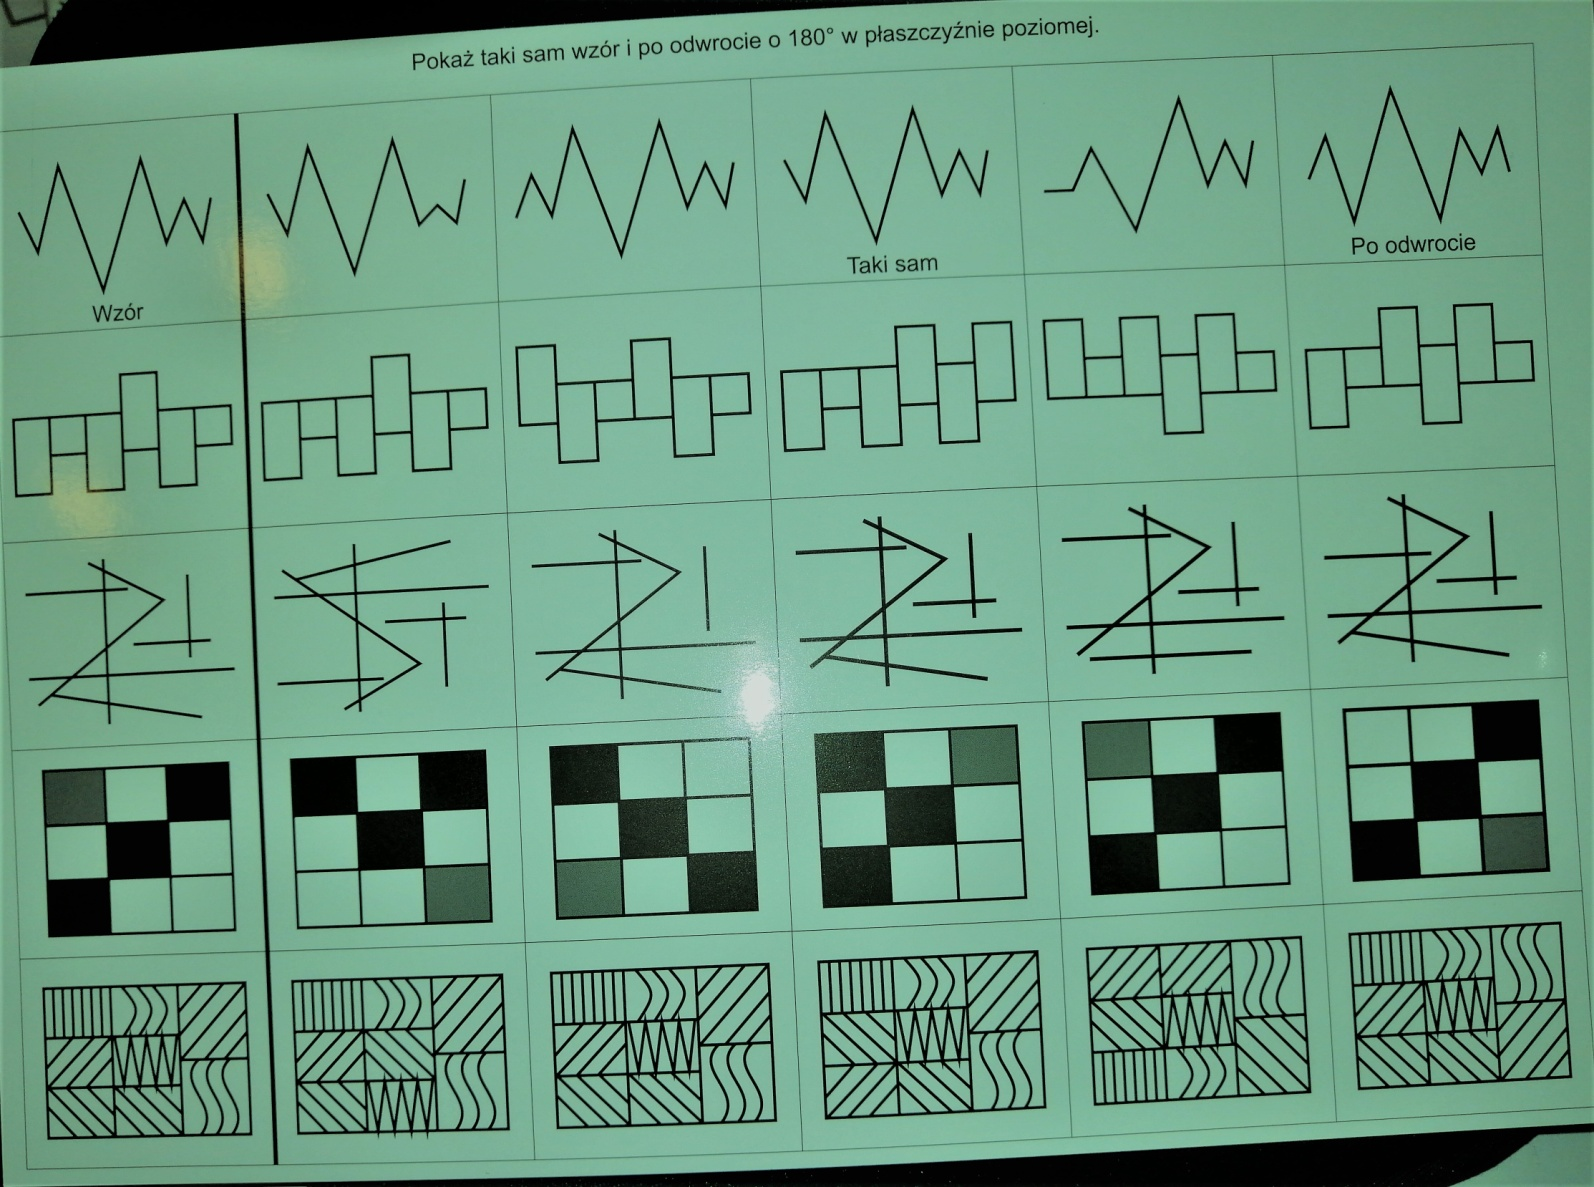 Pokaż taki sam wzór i po odwrocie o 180° w płaszczyźnie poziomej.
Wzór
Taki sam
Po odwrocie